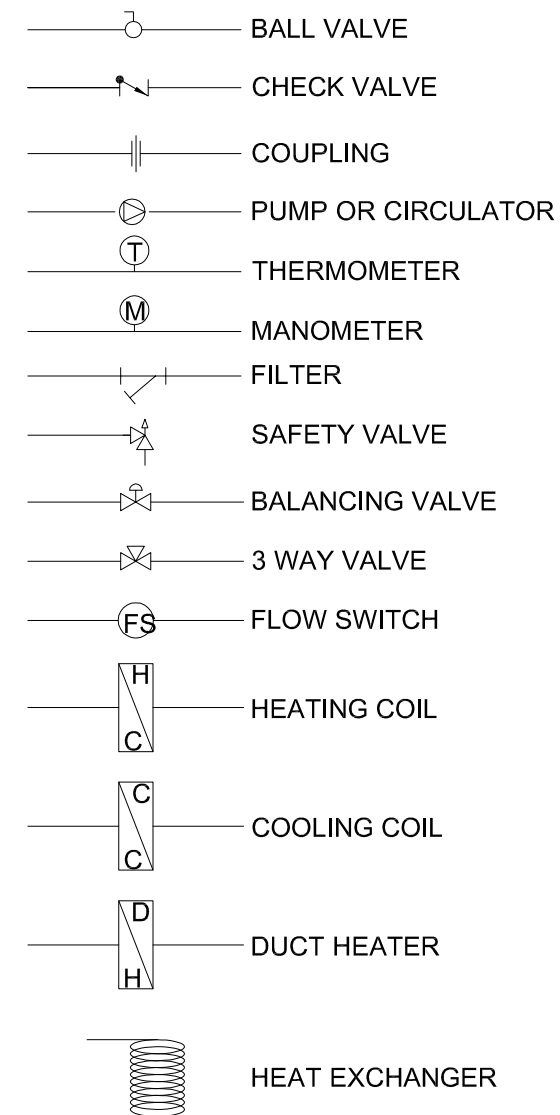 BALL VALVE
CHECK VALVE
COUPLING
PUMP OR CIRCULATOR
T
THERMOMETER
M
MANOMETER
FILTER
SAFETY VALVE
BALANCING VALVE
3 WAY VALVE
FS FLOW SWITCH
H
HEATING COIL
C
C
COOLING COIL
C
D
DUCT HEATER
H
HEAT EXCHANGER